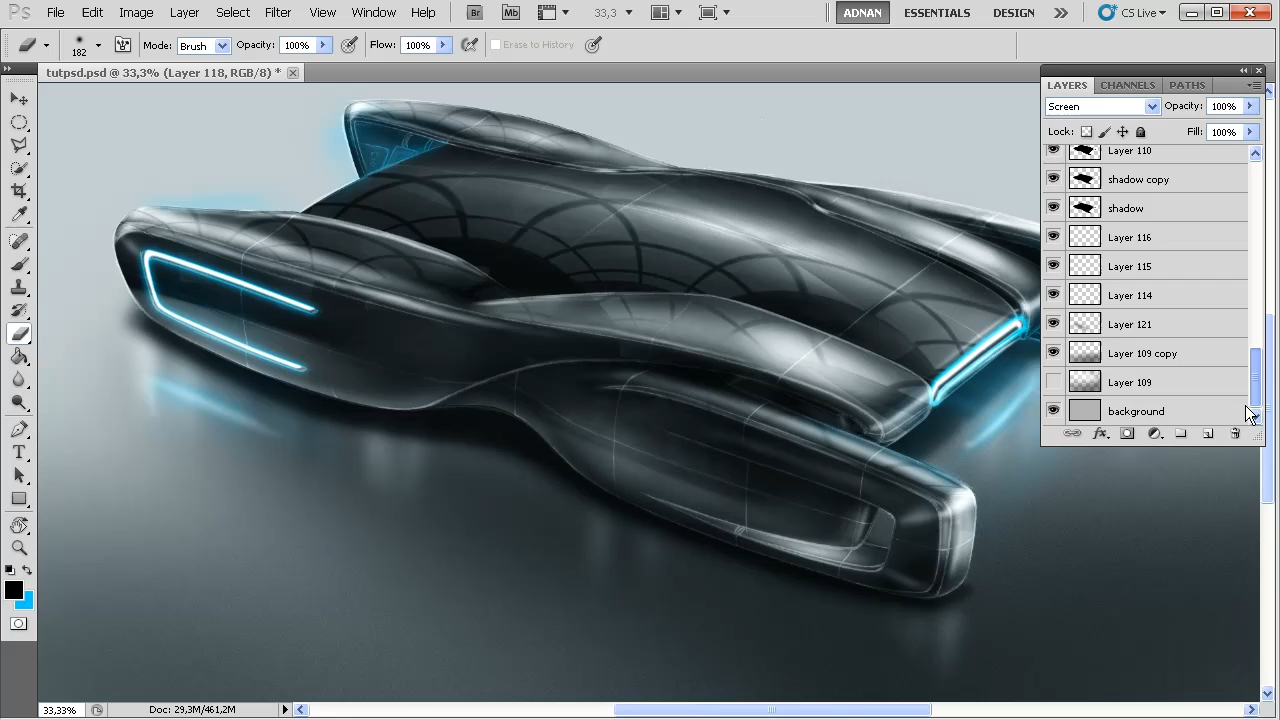 PS File Edit Image Layer Select Filter View Window Help Br Mb 33,3 ADNAN ESSENTIALS DESIGN CS Live
182 Mode: Brush Opacity: 100% Flow: 100% Erase to History
tutpsd.psd @ 33,3% (Layer 118, RGB/8) *
LAYERS CHANNELS PATHS
Screen Opacity: 100%
Lock: Fill: 100%
Layer 110
shadow copy
shadow
Layer 116
Layer 115
Layer 114
Layer 121
Layer 109 copy
Layer 109
background
33,33% Doc: 29,3M/461,2M